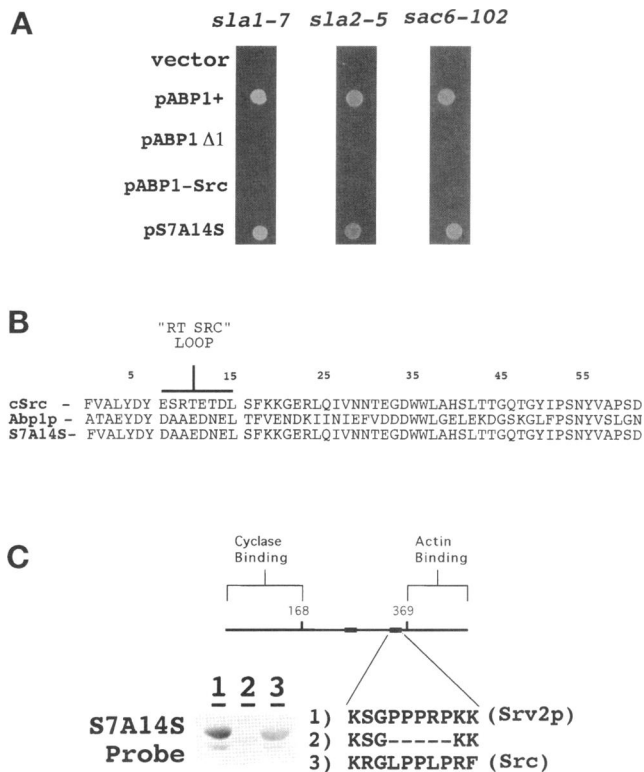 A
sla1-7 sla2-5 sac6-102
vector
pABP1+
pABP1 Δ1
pABP1-Src
pS7A14S
B
"RT SRC"
LOOP
5 15 25 35 45 55
cSrc - FVALYDY ESRTETDL SFKKGERLQIVNNTEGDWWLAHSLTTGQTGYIPSNYVAPSD
Abp1p - ATAEYDY DAAEDNEL TFVENDKIINIEFVDDDWWLGELEKDGSKGLFPSNYVSLGN
S7A14S- FVALYDY DAAEDNEL SFKKGERLQIVNNTEGDWWLAHSLTTGQTGYIPSNYVAPSD
C
Cyclase Binding
Actin Binding
168 369
1 2 3
S7A14S Probe
1) KSGPPPRPKK (Srv2p)
2) KSG-----KK
3) KRGLPPLPRF (Src)